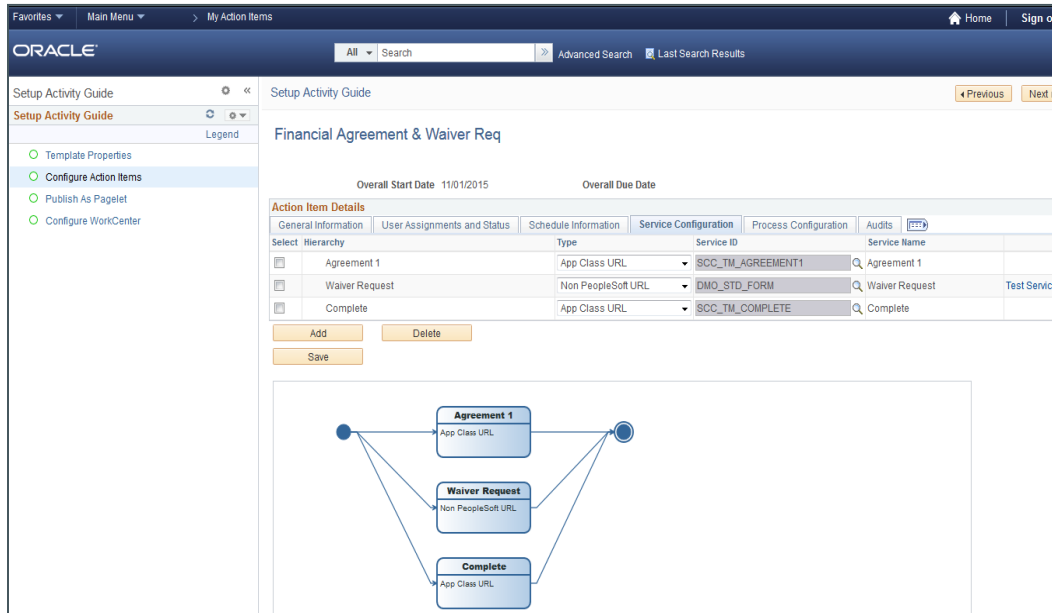 Favorites Main Menu > My Action Items Home Sign o
ORACLE All Search » Advanced Search Last Search Results
Setup Activity Guide «
Setup Activity Guide
Legend
Template Properties
Configure Action Items
Publish As Pagelet
Configure WorkCenter
Setup Activity Guide Previous Next
Financial Agreement & Waiver Req
Overall Start Date 11/01/2015 Overall Due Date
Action Item Details
General Information User Assignments and Status Schedule Information Service Configuration Process Configuration Audits
Select Hierarchy Type Service ID Service Name
Agreement 1 App Class URL SCC_TM_AGREEMENT1 Agreement 1
Waiver Request Non PeopleSoft URL DMO_STD_FORM Waiver Request Test Servic
Complete App Class URL SCC_TM_COMPLETE Complete
Add Delete
Save
Agreement 1
App Class URL
Waiver Request
Non PeopleSoft URL
Complete
App Class URL